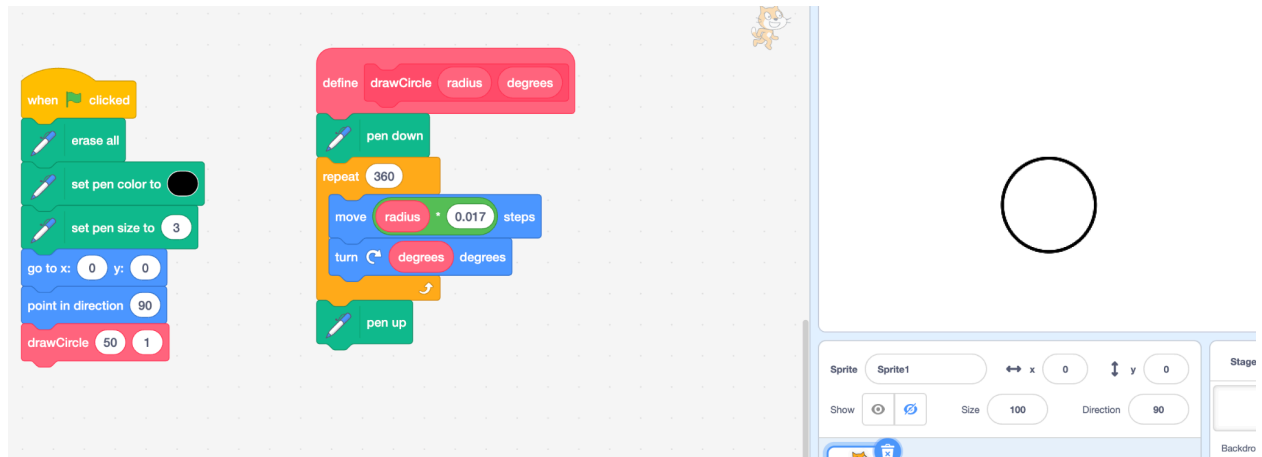 when clicked
erase all
set pen color to
set pen size to 3
go to x: 0 y: 0
point in direction 90
drawCircle 50 1
define drawCircle radius degrees
pen down
repeat 360
move radius * 0.017 steps
turn degrees degrees
pen up
Sprite Sprite1 x 0 y 0
Show Size 100 Direction 90
Stage
Backdro